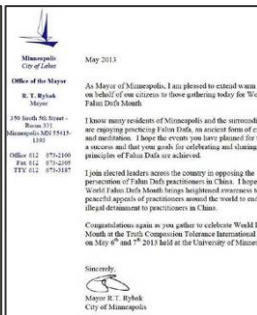 Minneapolis
City of Lakes
Office of the Mayor
R. T. Rybak
Mayor
350 South 5th Street -
Room 331
Minneapolis MN 55415-
1393
Office 612 673-2100
Fax 612 673-2305
TTY 612 673-3187
May 2013
As Mayor of Minneapolis, I am pleased to extend warm
on behalf of our citizens to those gathering today for Wo
Falun Dafa Month
I know many residents of Minneapolis and the surroundi
are enjoying practicing Falun Dafa, an ancient form of ex
and meditation. I hope the events you have planned for t
a success and that your goals for celebrating and sharing
principles of Falun Dafa are achieved.
I join elected leaders across the country in opposing the
persecution of Falun Dafa practitioners in China. I hope
World Falun Dafa Month brings heightened awareness to
peaceful appeals of practitioners around the world to end
illegal detainment to practitioners in China.
Congratulations again as you gather to celebrate World F
Month at the Truth Compassion Tolerance International
on May 6th and 7th 2013 held at the University of Minnes
Sincerely,
Mayor R.T. Rybak
City of Minneapolis